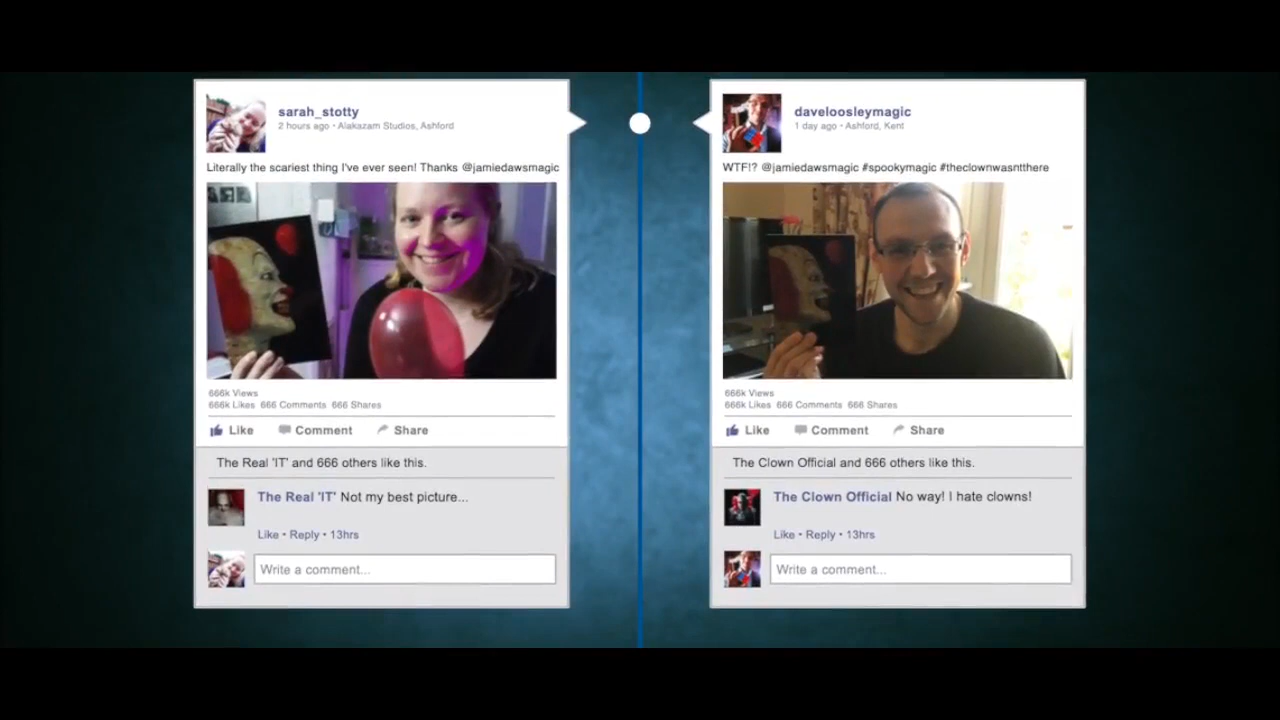 sarah_stotty
2 hours ago • Alakazam Studios, Ashford
Literally the scariest thing I've ever seen! Thanks @jamiedawsmagic
666k Views
666k Likes 666 Comments 666 Shares
Like Comment Share
The Real 'IT' and 666 others like this.
The Real 'IT' Not my best picture...
Like • Reply • 13hrs
Write a comment...
daveloosleymagic
1 day ago • Ashford, Kent
WTF!? @jamiedawsmagic #spookymagic #theclownwasntthere
666k Views
666k Likes 666 Comments 666 Shares
Like Comment Share
The Clown Official and 666 others like this.
The Clown Official No way! I hate clowns!
Like • Reply • 13hrs
Write a comment...